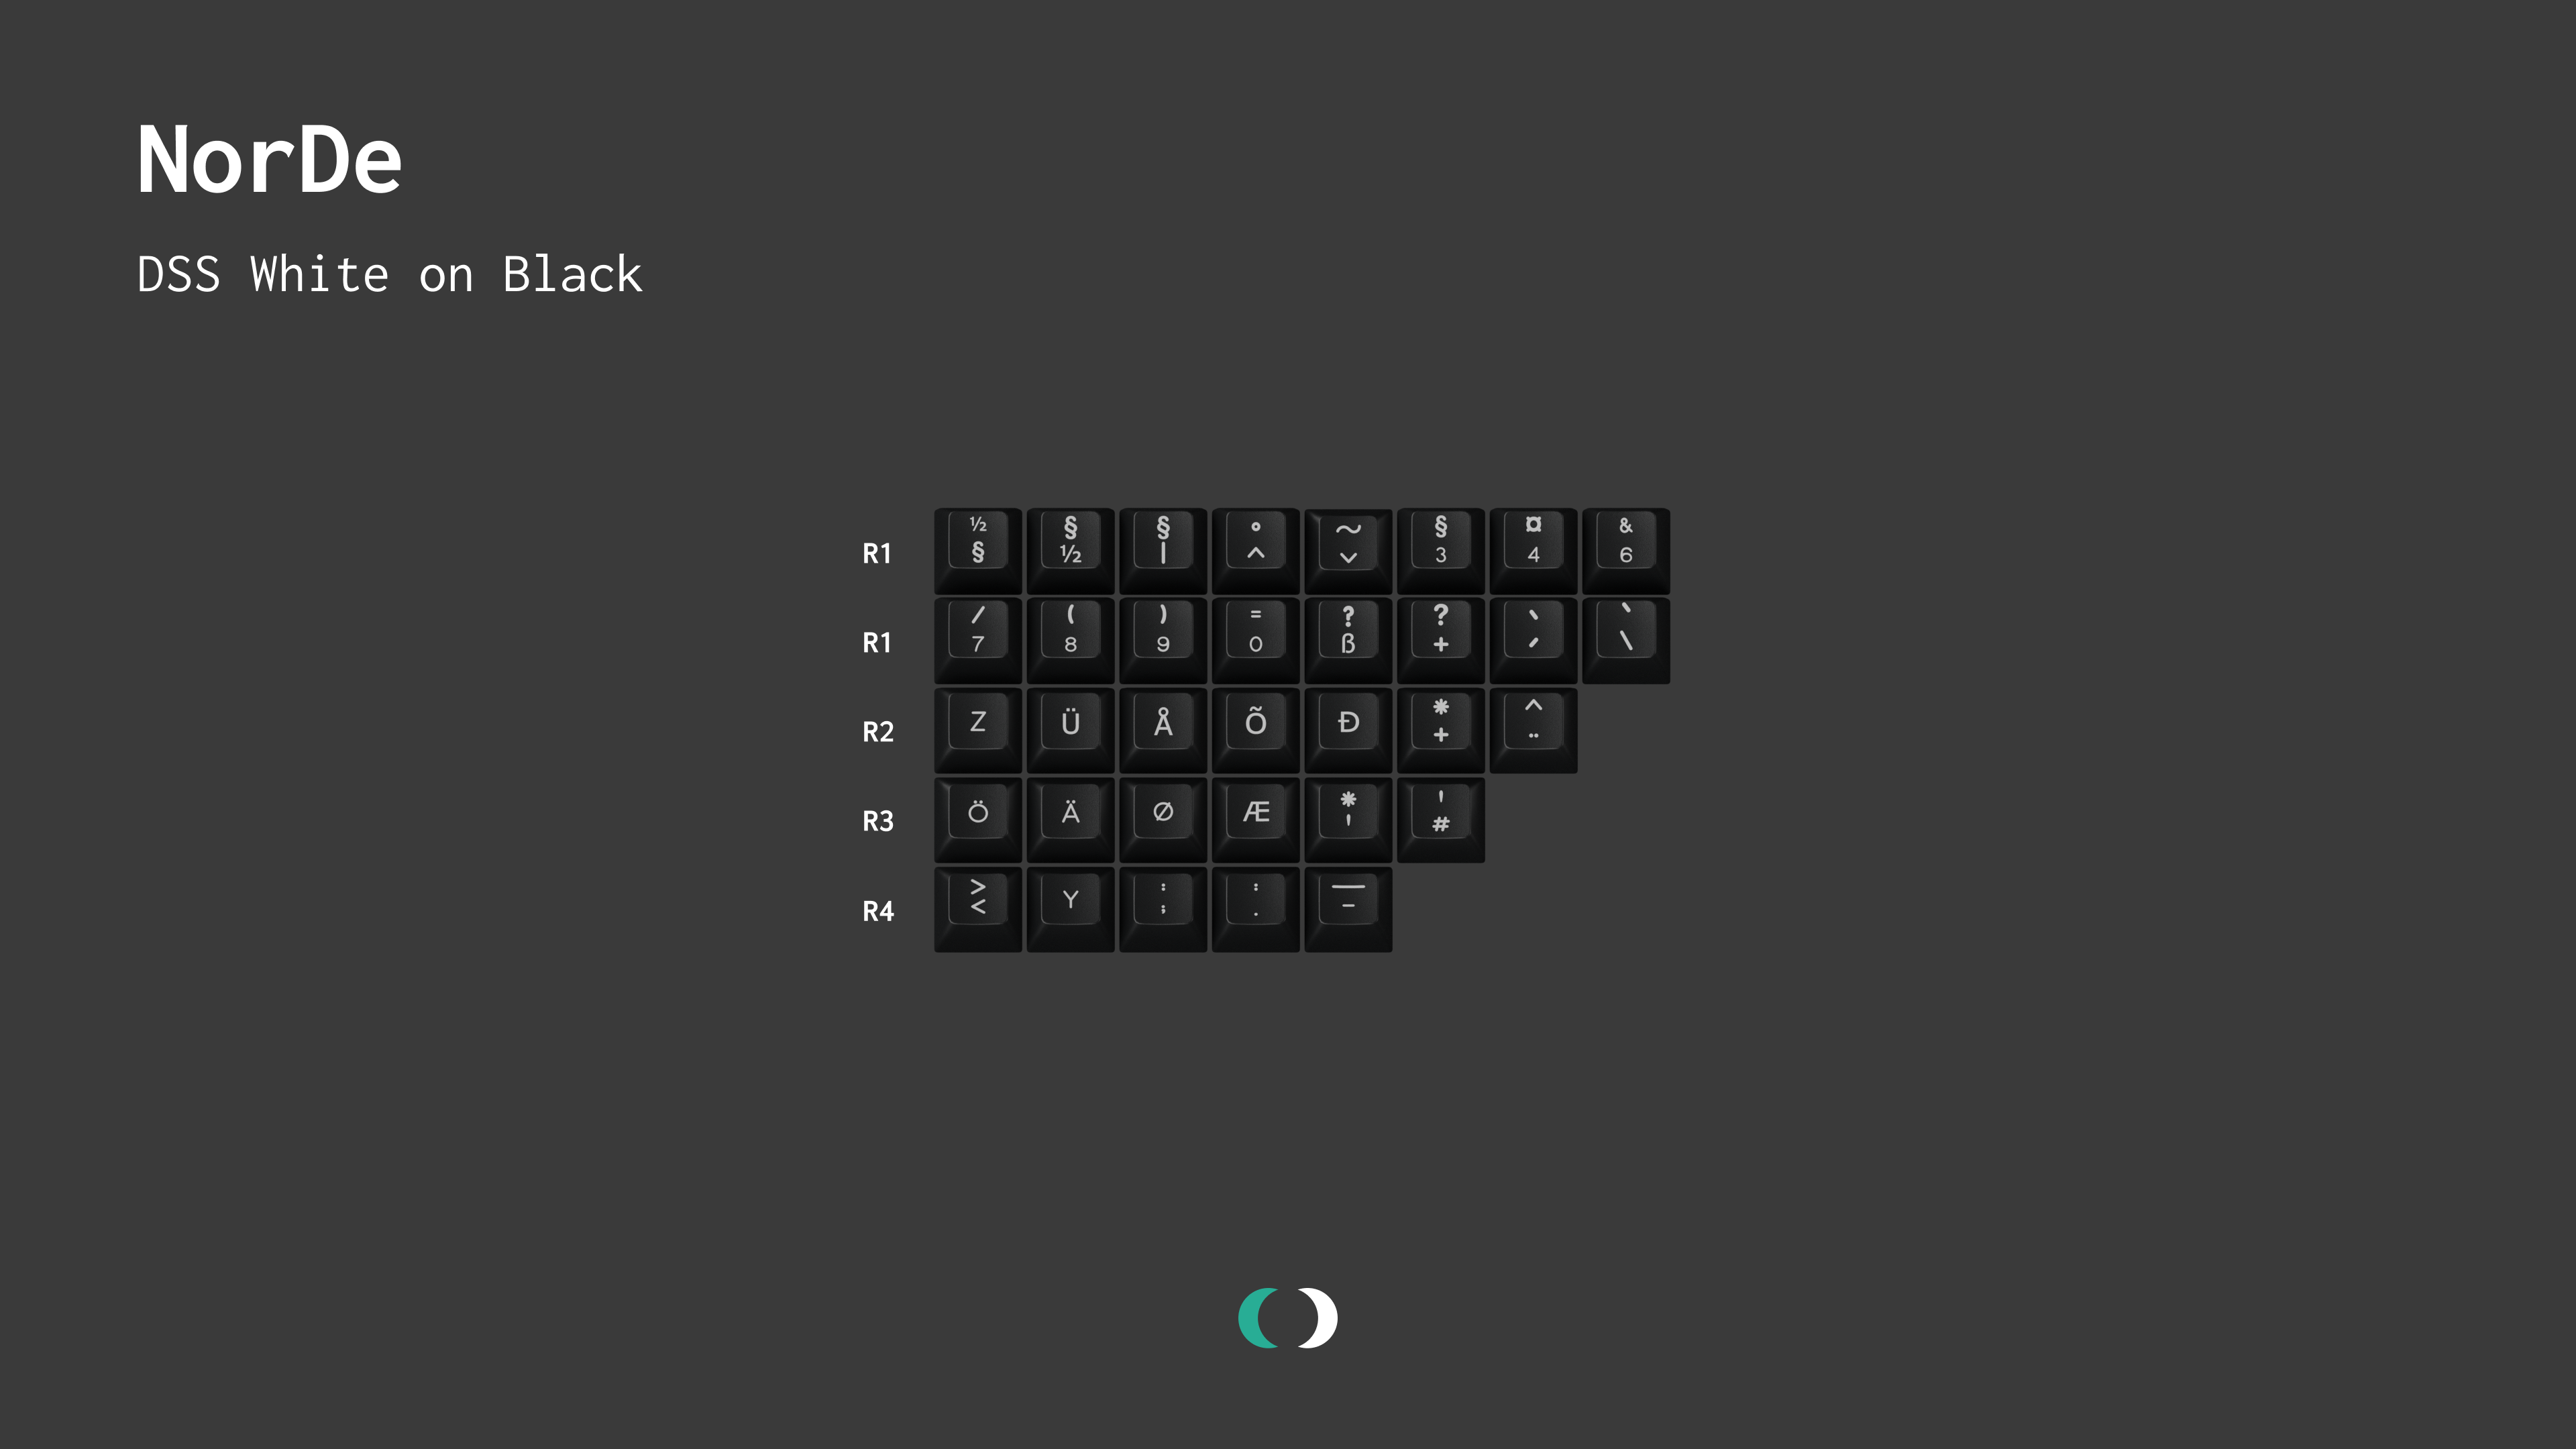 NorDe
DSS White on Black
R1
½ § ° ~ § ¤ &
§ ½ | ^ ˅ 3 4 6
R1
/ ( ) = ? ? ` `
7 8 9 0 ß + ´ \
R2
Z Ü Å Õ Đ * ^
+ ¨
R3
Ö Ä Ø Æ * '
' #
R4
> Y : : —
< ; . -